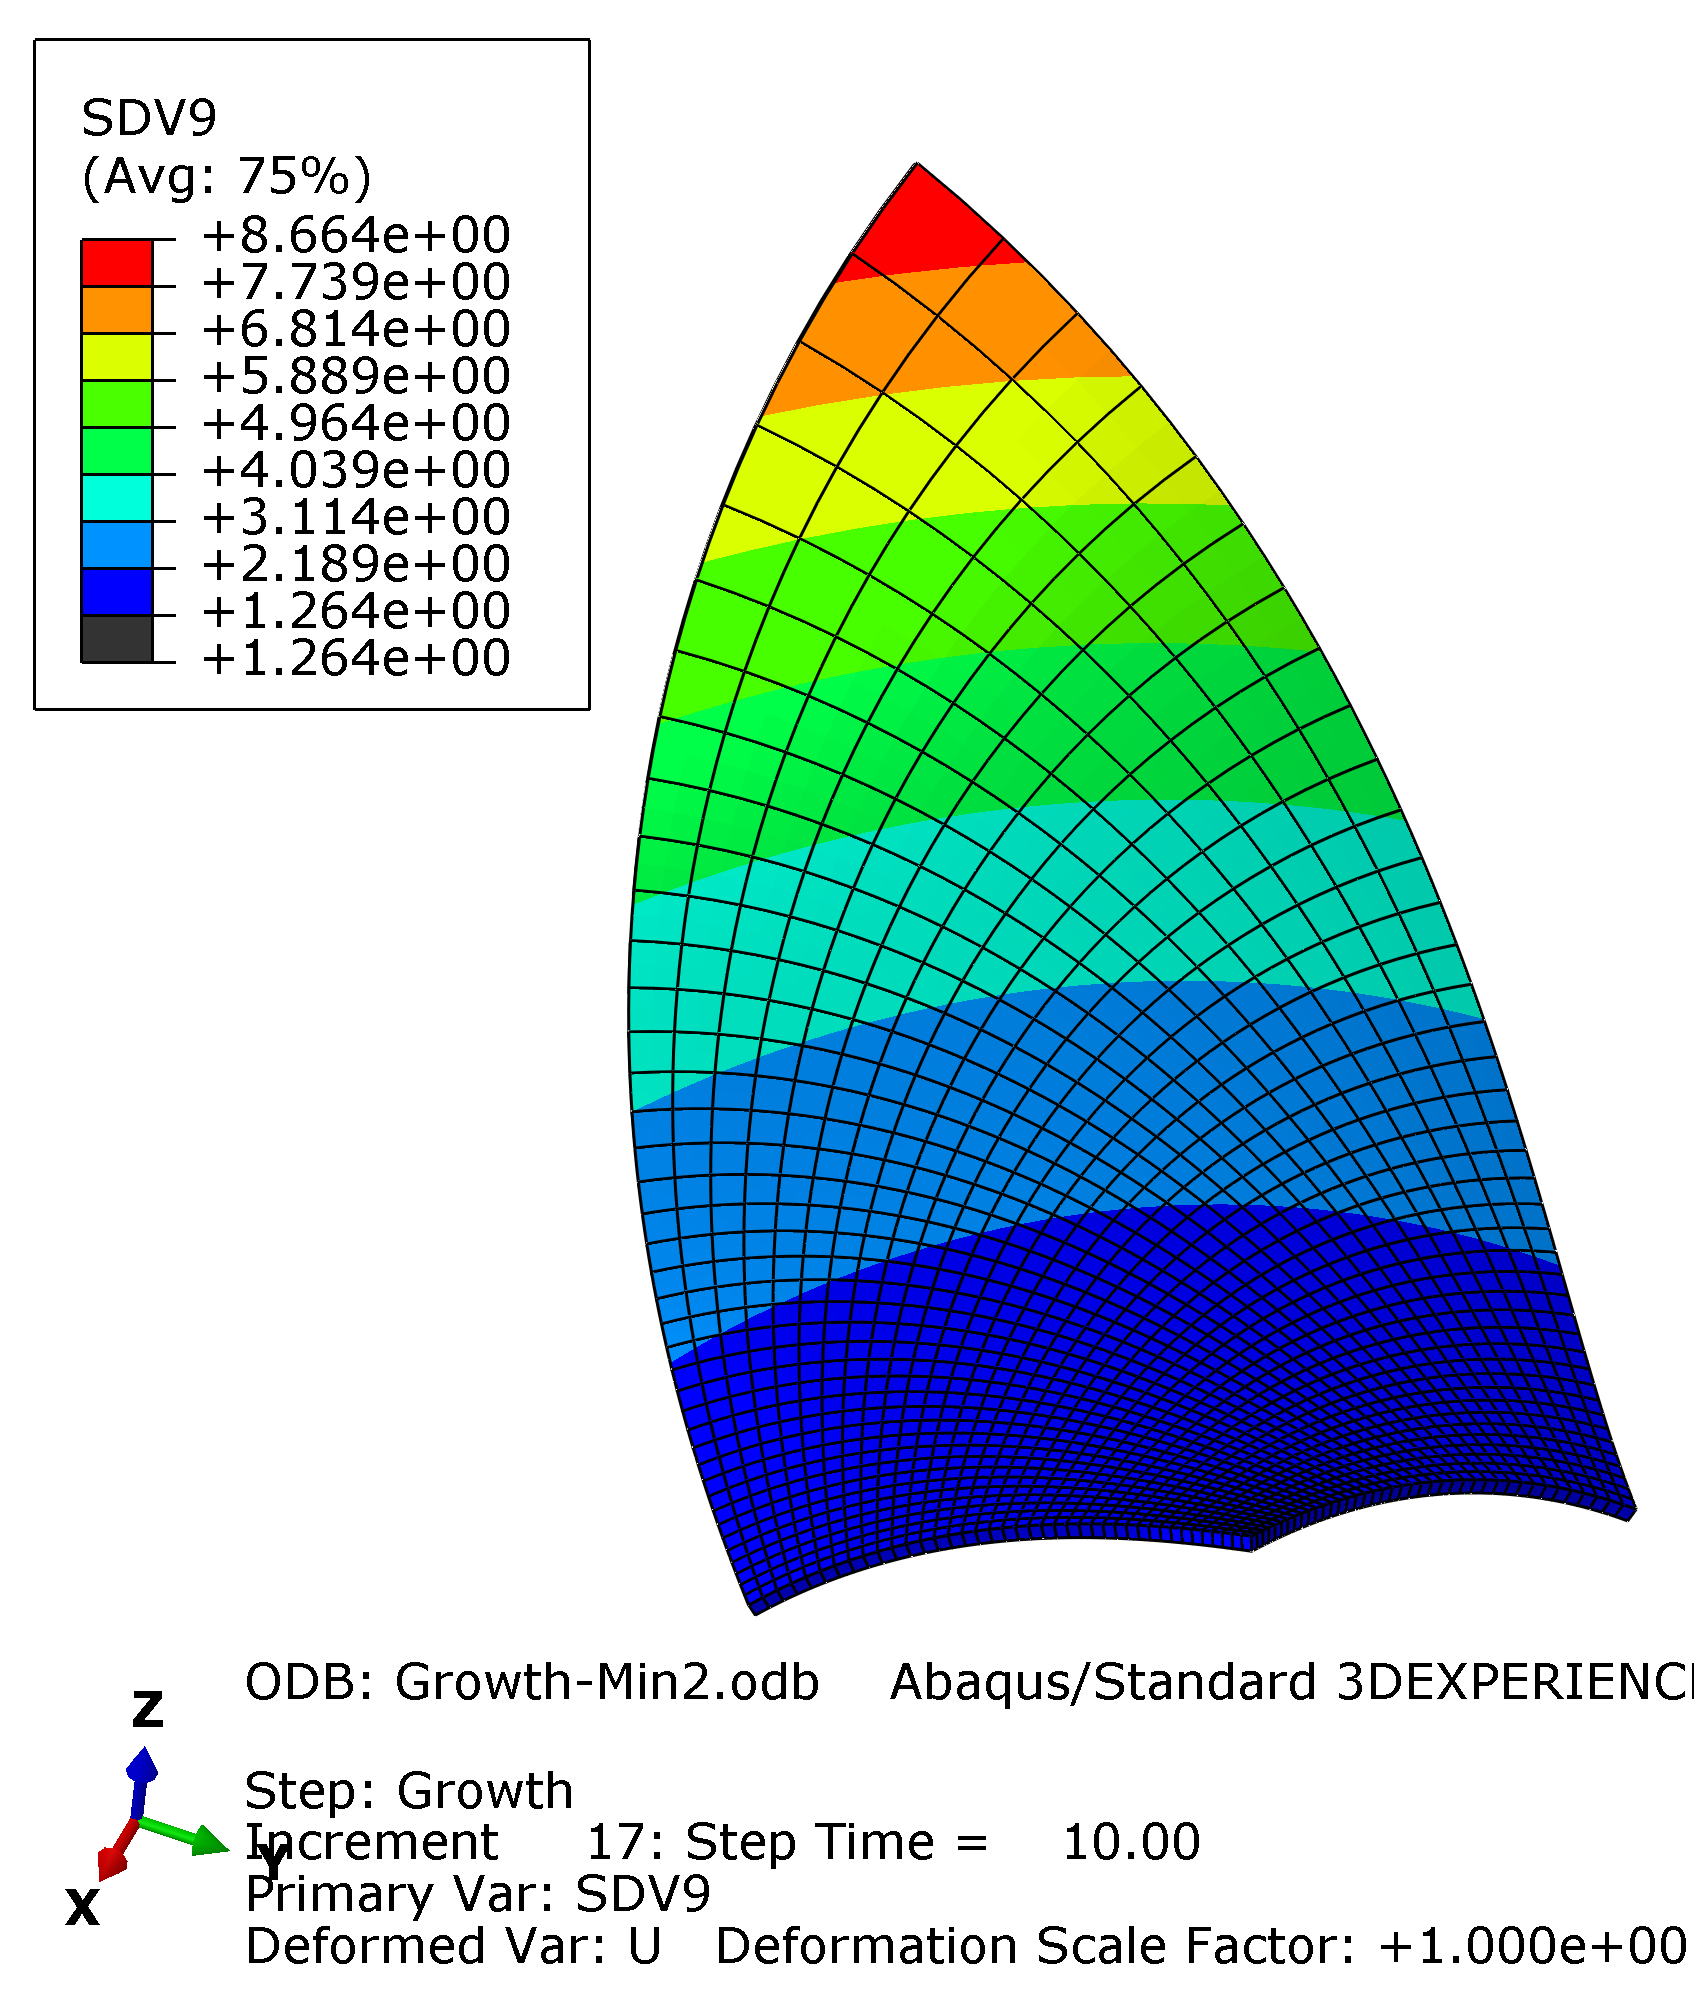 SDV9
(Avg: 75%)
+8.664e+00
+7.739e+00
+6.814e+00
+5.889e+00
+4.964e+00
+4.039e+00
+3.114e+00
+2.189e+00
+1.264e+00
+1.264e+00
ODB: Growth-Min2.odb Abaqus/Standard 3DEXPERIENCE
Step: Growth
Increment 17: Step Time = 10.00
Primary Var: SDV9
Deformed Var: U Deformation Scale Factor: +1.000e+00
Z
Y
X